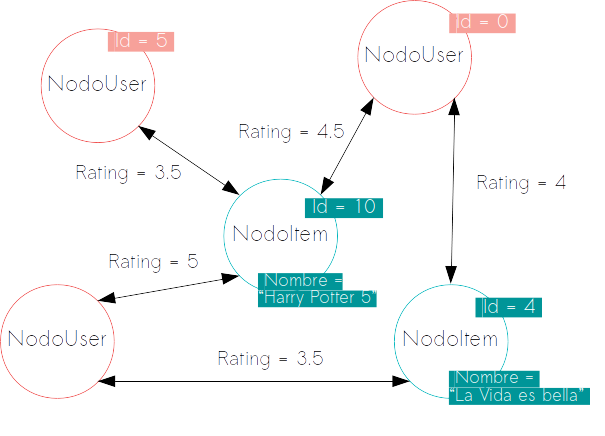 Id = 0
Id = 5
NodoUser
NodoUser
Rating = 4.5
Rating = 3.5
Rating = 4
Id = 10
NodoItem
Rating = 5
Nombre =
"Harry Potter 5"
Id = 4
NodoUser
NodoItem
Rating = 3.5
Nombre =
"La Vida es bella"